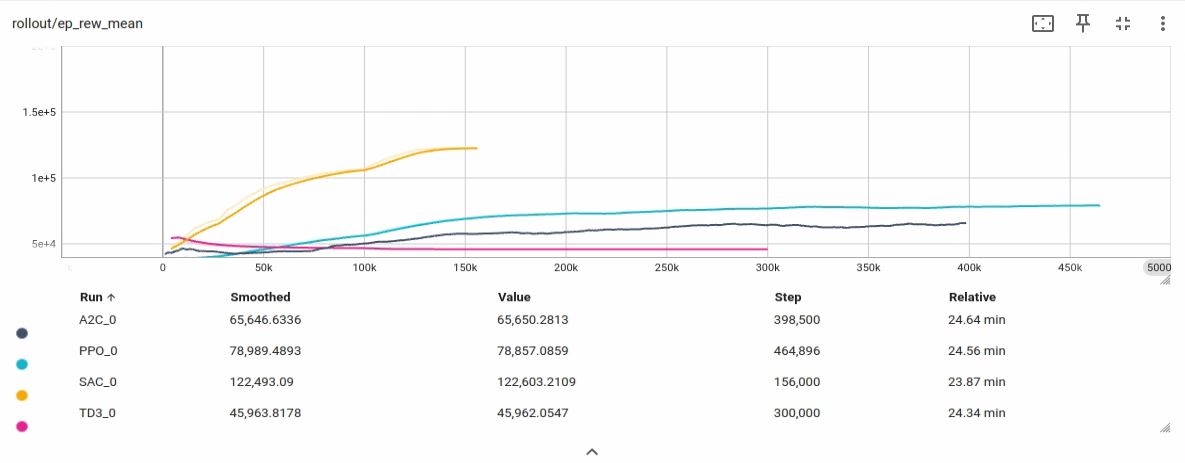 rollout/ep_rew_mean
1.5e+5
1e+5
5e+4
0 50k 100k 150k 200k 250k 300k 350k 400k 450k 5000
Run ↑ Smoothed Value Step Relative
A2C_0 65,646.6336 65,650.2813 398,500 24.64 min
PPO_0 78,989.4893 78,857.0859 464,896 24.56 min
SAC_0 122,493.09 122,603.2109 156,000 23.87 min
TD3_0 45,963.8178 45,962.0547 300,000 24.34 min